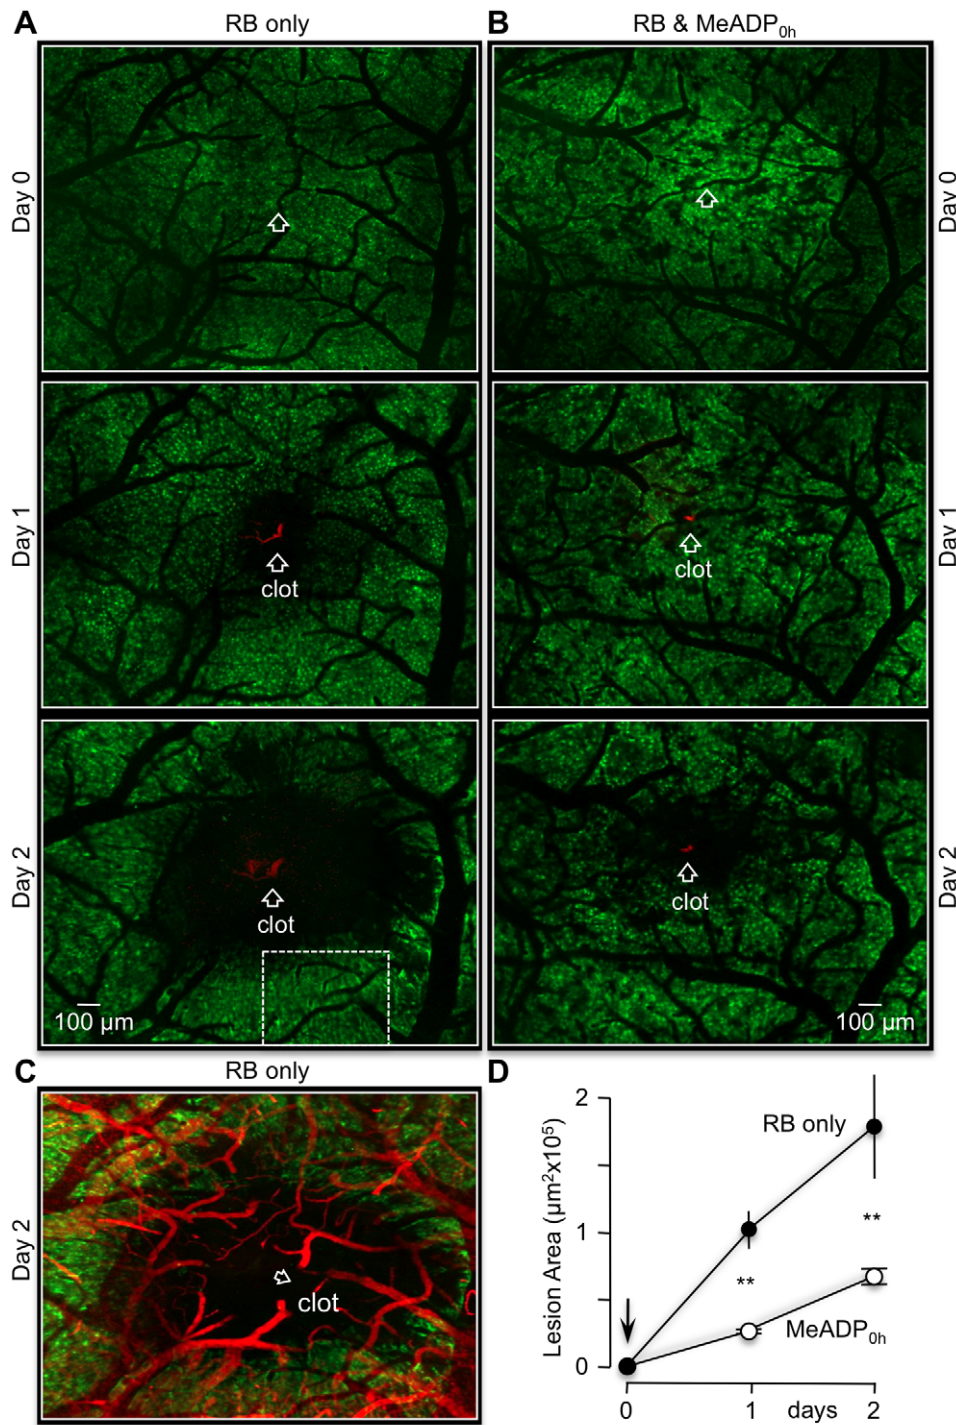 A RB only
B RB & MeADP0h
Day 0
Day 0
Day 1
clot
clot
Day 1
Day 2
clot
100 µm
clot
100 µm
Day 2
C RB only
Day 2
clot
D
Lesion Area (µm²x10⁵)
2
RB only
**
1
**
MeADP0h
0
0 1 days 2